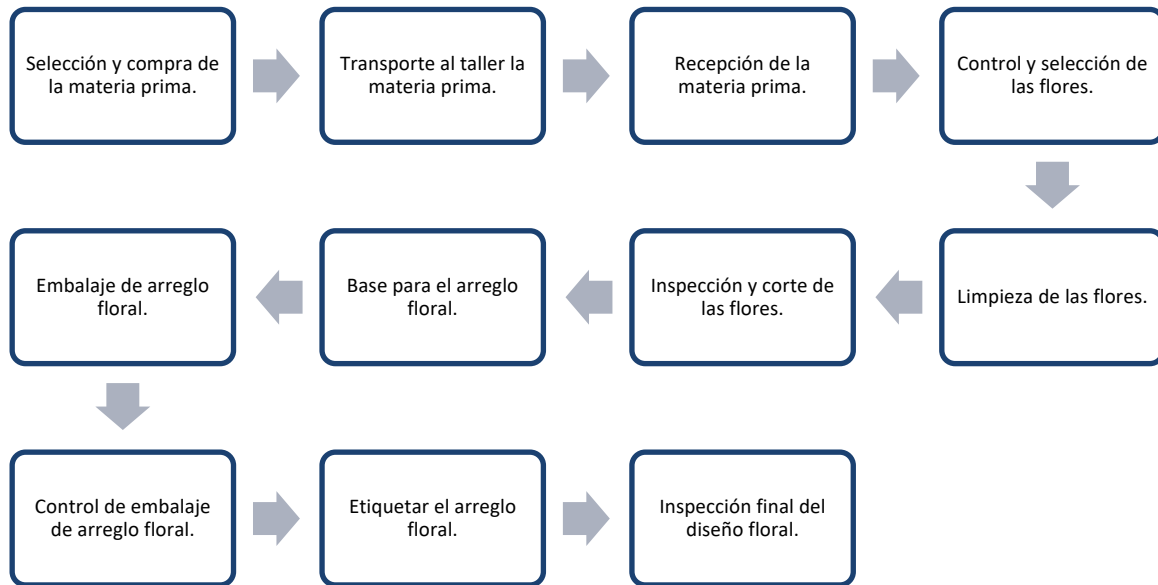 Selección y compra de
la materia prima.
Transporte al taller la
materia prima.
Recepción de la
materia prima.
Control y selección de
las flores.
Limpieza de las flores.
Inspección y corte de
las flores.
Base para el arreglo
floral.
Embalaje de arreglo
floral.
Control de embalaje
de arreglo floral.
Etiquetar el arreglo
floral.
Inspección final del
diseño floral.